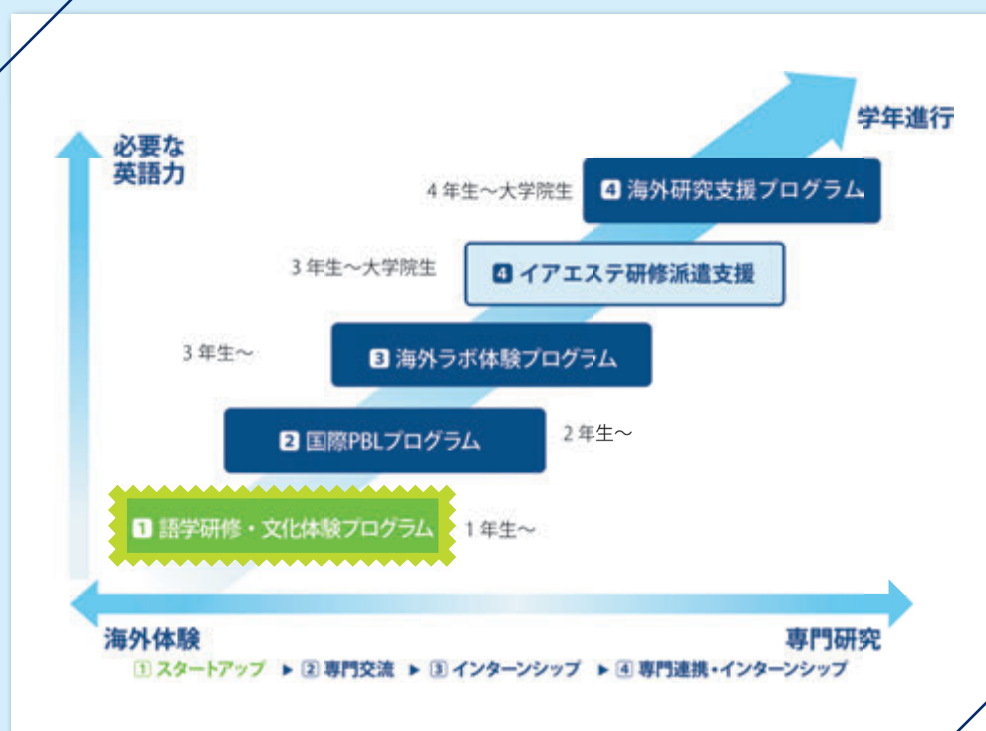 必要な
英語力
学年進行
4年生～大学院生
4 海外研究支援プログラム
3年生～大学院生
4 イアエステ研修派遣支援
3年生～
3 海外ラボ体験プログラム
2 国際PBLプログラム
2年生～
1 語学研修・文化体験プログラム
1年生～
海外体験
専門研究
1 スタートアップ ▶ 2 専門交流 ▶ 3 インターンシップ ▶ 4 専門連携・インターンシップ